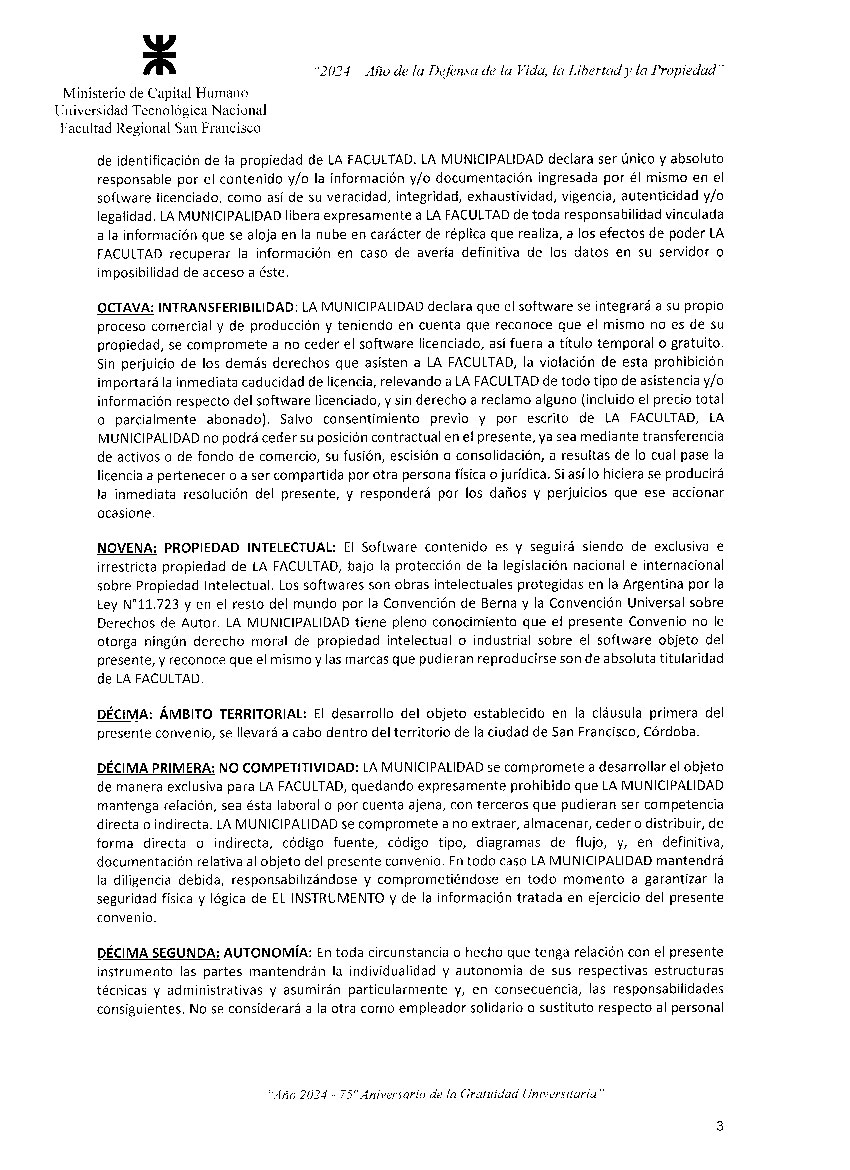 "2024 Año de la Defensa de la Vida, la Libertad y la Propiedad"
Ministerio de Capital Humano
Universidad Tecnológica Nacional
Facultad Regional San Francisco
de identificación de la propiedad de LA FACULTAD. LA MUNICIPALIDAD declara ser único y absoluto
responsable por el contenido y/o la información y/o documentación ingresada por él mismo en el
software licenciado, como así de su veracidad, integridad, exhaustividad, vigencia, autenticidad y/o
legalidad. LA MUNICIPALIDAD libera expresamente a LA FACULTAD de toda responsabilidad vinculada
a la información que se aloja en la nube en carácter de réplica que realiza, a los efectos de poder LA
FACULTAD recuperar la información en caso de avería definitiva de los datos en su servidor o
imposibilidad de acceso a éste.
OCTAVA: INTRANSFERIBILIDAD: LA MUNICIPALIDAD declara que el software se integrará a su propio
proceso comercial y de producción y teniendo en cuenta que reconoce que el mismo no es de su
propiedad, se compromete a no ceder el software licenciado, así fuera a título temporal o gratuito.
Sin perjuicio de los demás derechos que asisten a LA FACULTAD, la violación de esta prohibición
importará la inmediata caducidad de licencia, relevando a LA FACULTAD de todo tipo de asistencia y/o
información respecto del software licenciado, y sin derecho a reclamo alguno (incluido el precio total
o parcialmente abonado). Salvo consentimiento previo y por escrito de LA FACULTAD, LA
MUNICIPALIDAD no podrá ceder su posición contractual en el presente, ya sea mediante transferencia
de activos o de fondo de comercio, su fusión, escisión o consolidación, a resultas de lo cual pase la
licencia a pertenecer o a ser compartida por otra persona física o jurídica. Si así lo hiciera se producirá
la inmediata resolución del presente, y responderá por los daños y perjuicios que ese accionar
ocasione.
NOVENA: PROPIEDAD INTELECTUAL: El Software contenido es y seguirá siendo de exclusiva e
irrestricta propiedad de LA FACULTAD, bajo la protección de la legislación nacional e internacional
sobre Propiedad Intelectual. Los softwares son obras intelectuales protegidas en la Argentina por la
Ley N°11.723 y en el resto del mundo por la Convención de Berna y la Convención Universal sobre
Derechos de Autor. LA MUNICIPALIDAD tiene pleno conocimiento que el presente Convenio no le
otorga ningún derecho moral de propiedad intelectual o industrial sobre el software objeto del
presente, y reconoce que el mismo y las marcas que pudieran reproducirse son de absoluta titularidad
de LA FACULTAD.
DÉCIMA: ÁMBITO TERRITORIAL: El desarrollo del objeto establecido en la cláusula primera del
presente convenio, se llevará a cabo dentro del territorio de la ciudad de San Francisco, Córdoba.
DÉCIMA PRIMERA: NO COMPETITIVIDAD: LA MUNICIPALIDAD se compromete a desarrollar el objeto
de manera exclusiva para LA FACULTAD, quedando expresamente prohibido que LA MUNICIPALIDAD
mantenga relación, sea ésta laboral o por cuenta ajena, con terceros que pudieran ser competencia
directa o indirecta. LA MUNICIPALIDAD se compromete a no extraer, almacenar, ceder o distribuir, de
forma directa o indirecta, código fuente, código tipo, diagramas de flujo, y, en definitiva,
documentación relativa al objeto del presente convenio. En todo caso LA MUNICIPALIDAD mantendrá
la diligencia debida, responsabilizándose y comprometiéndose en todo momento a garantizar la
seguridad física y lógica de EL INSTRUMENTO y de la información tratada en ejercicio del presente
convenio.
DÉCIMA SEGUNDA: AUTONOMÍA: En toda circunstancia o hecho que tenga relación con el presente
instrumento las partes mantendrán la individualidad y autonomia de sus respectivas estructuras
técnicas y administrativas y asumirán particularmente y, en consecuencia, las responsabilidades
consiguientes. No se considerará a la otra como empleador solidario o sustituto respecto al personal
"Año 2024 - 75° Aniversario de la Gratuidad Universitaria"
3